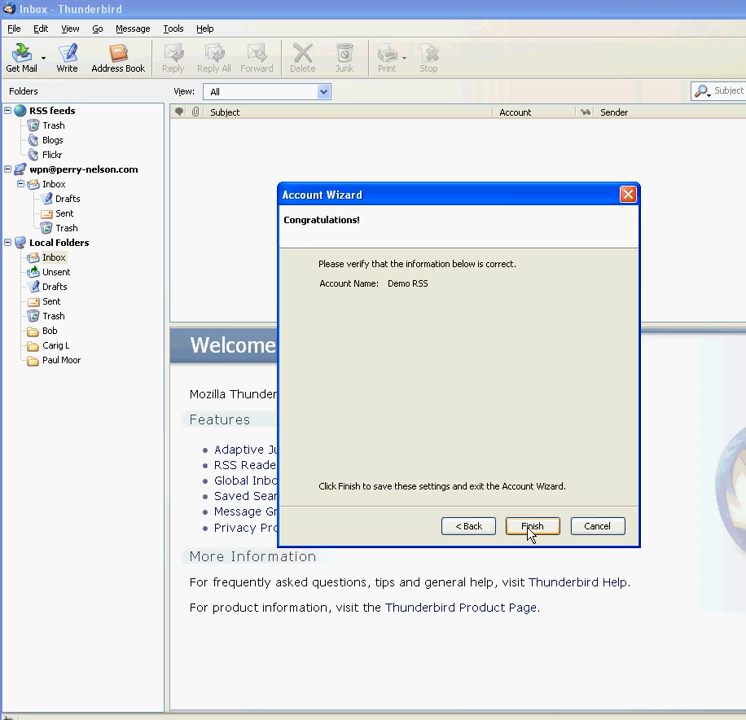 Inbox - Thunderbird
File Edit View Go Message Tools Help
Get Mail Write Address Book Reply Reply All Forward Delete Junk Print Stop
Folders View: All Subject
RSS feeds
Trash
Blogs
Flickr
wpn@perry-nelson.com
Inbox
Drafts
Sent
Trash
Local Folders
Inbox
Unsent
Drafts
Sent
Trash
Bob
Carig L
Paul Moor
Subject Account Sender
Account Wizard
Congratulations!
Please verify that the information below is correct.
Account Name: Demo RSS
Click Finish to save these settings and exit the Account Wizard.
< Back Finish Cancel
Welcome
Mozilla Thunder
Features
Adaptive Ju
RSS Reade
Global Inbo
Saved Sear
Message Gr
Privacy Pro
More Information
For frequently asked questions, tips and general help, visit Thunderbird Help.
For product information, visit the Thunderbird Product Page.